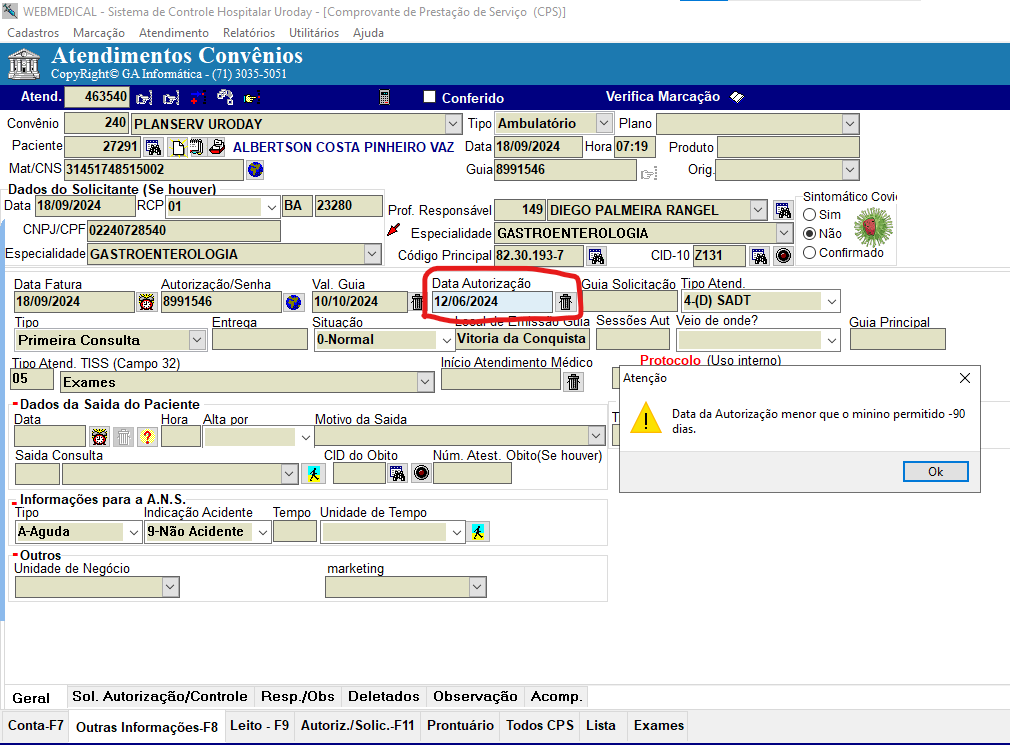 WEBMEDICAL - Sistema de Controle Hospitalar Uroday - [Comprovante de Prestação de Serviço (CPS)]
Cadastros Marcação Atendimento Relatórios Utilitários Ajuda
Atendimentos Convênios
CopyRight© GA Informática - (71) 3035-5051
Atend. 463540 Conferido Verifica Marcação
Convênio 240 PLANSERV URODAY Tipo Ambulatório Plano
Paciente 27291 ALBERTSON COSTA PINHEIRO VAZ Data 18/09/2024 Hora 07:19 Produto
Mat/CNS 31451748515002 Guia 8991546 Orig.
Dados do Solicitante (Se houver)
Data 18/09/2024 RCP 01 BA 23280
CNPJ/CPF 02240728540
Especialidade GASTROENTEROLOGIA
Prof. Responsável 149 DIEGO PALMEIRA RANGEL
Especialidade GASTROENTEROLOGIA
Código Principal 82.30.193-7 CID-10 Z131
Sintomático Covi
Sim
Não
Confirmado
Data Fatura Autorização/Senha Val. Guia Data Autorização Guia Solicitação Tipo Atend.
18/09/2024 8991546 10/10/2024 12/06/2024 4-(D) SADT
Tipo Entrega Situação Local de Emissão Guia Sessões Aut Veio de onde? Guia Principal
Primeira Consulta 0-Normal Vitoria da Conquista
Tipo Atend. TISS (Campo 32) Início Atendimento Médico Protocolo (Uso interno)
05 Exames
Atenção
Data da Autorização menor que o minino permitido -90
dias.
Ok
Dados da Saida do Paciente
Data Hora Alta por Motivo da Saida
Saida Consulta CID do Obito Núm. Atest. Obito(Se houver)
Informações para a A.N.S.
Tipo Indicação Acidente Tempo Unidade de Tempo
A-Aguda 9-Não Acidente
Outros
Unidade de Negócio marketing
Geral Sol. Autorização/Controle Resp./Obs Deletados Observação Acomp.
Conta-F7 Outras Informações-F8 Leito - F9 Autoriz./Solic.-F11 Prontuário Todos CPS Lista Exames